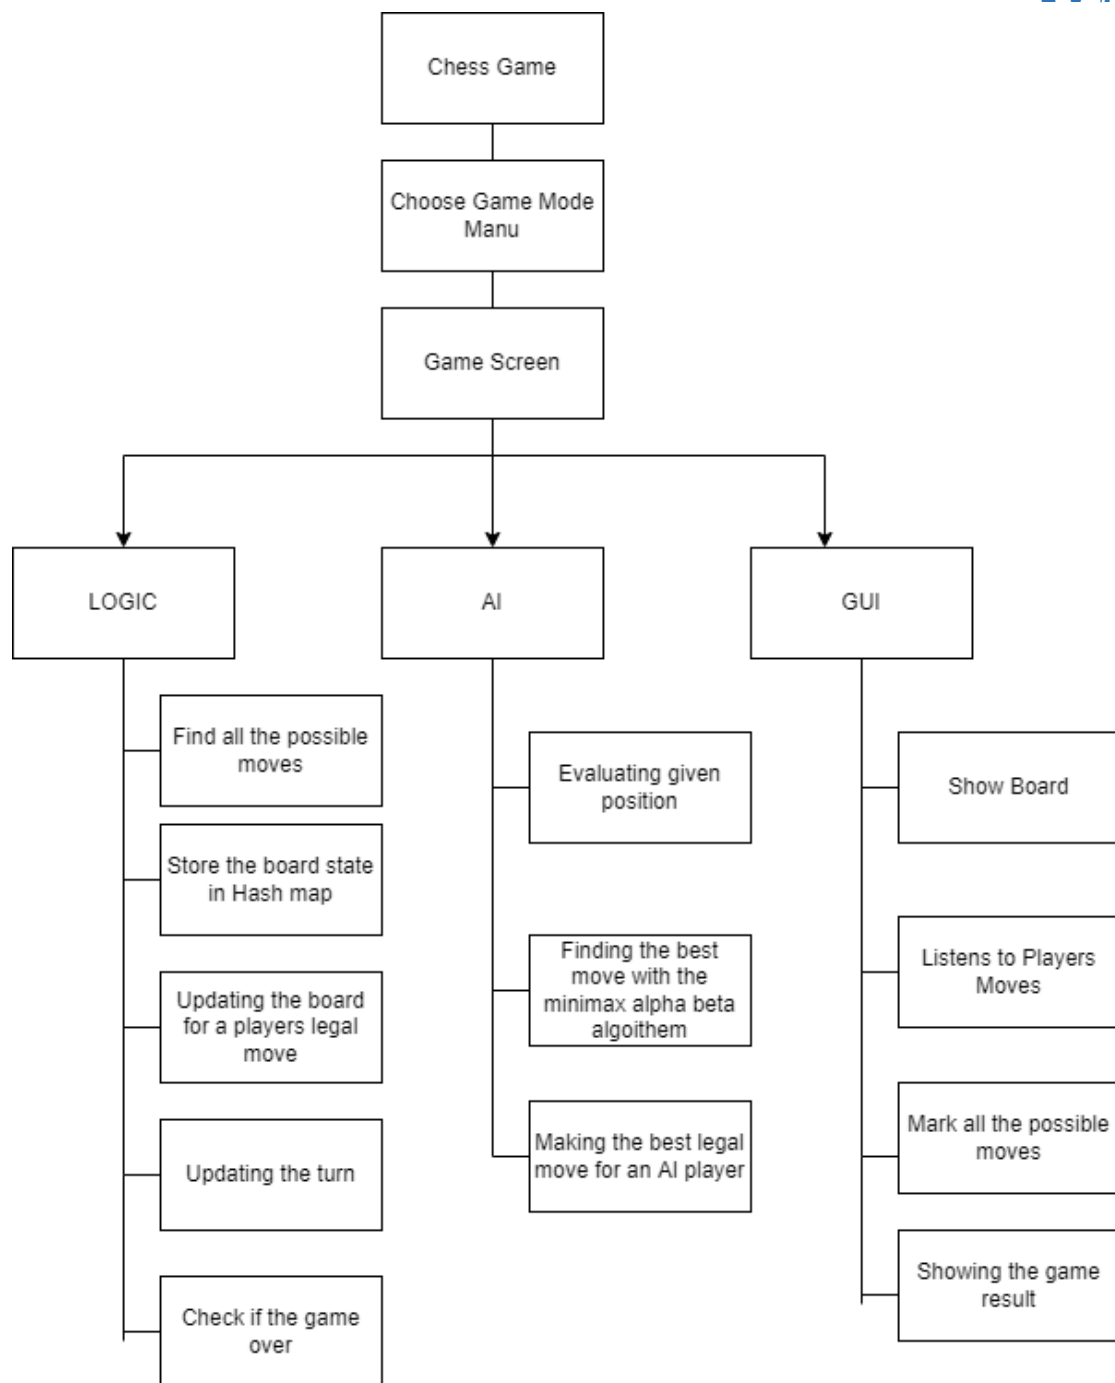 Chess Game
Choose Game Mode
Manu
Game Screen
LOGIC
AI
GUI
Find all the possible
moves
Store the board state
in Hash map
Updating the board
for a players legal
move
Updating the turn
Check if the game
over
Evaluating given
position
Finding the best
move with the
minimax alpha beta
algoithem
Making the best legal
move for an AI player
Show Board
Listens to Players
Moves
Mark all the possible
moves
Showing the game
result